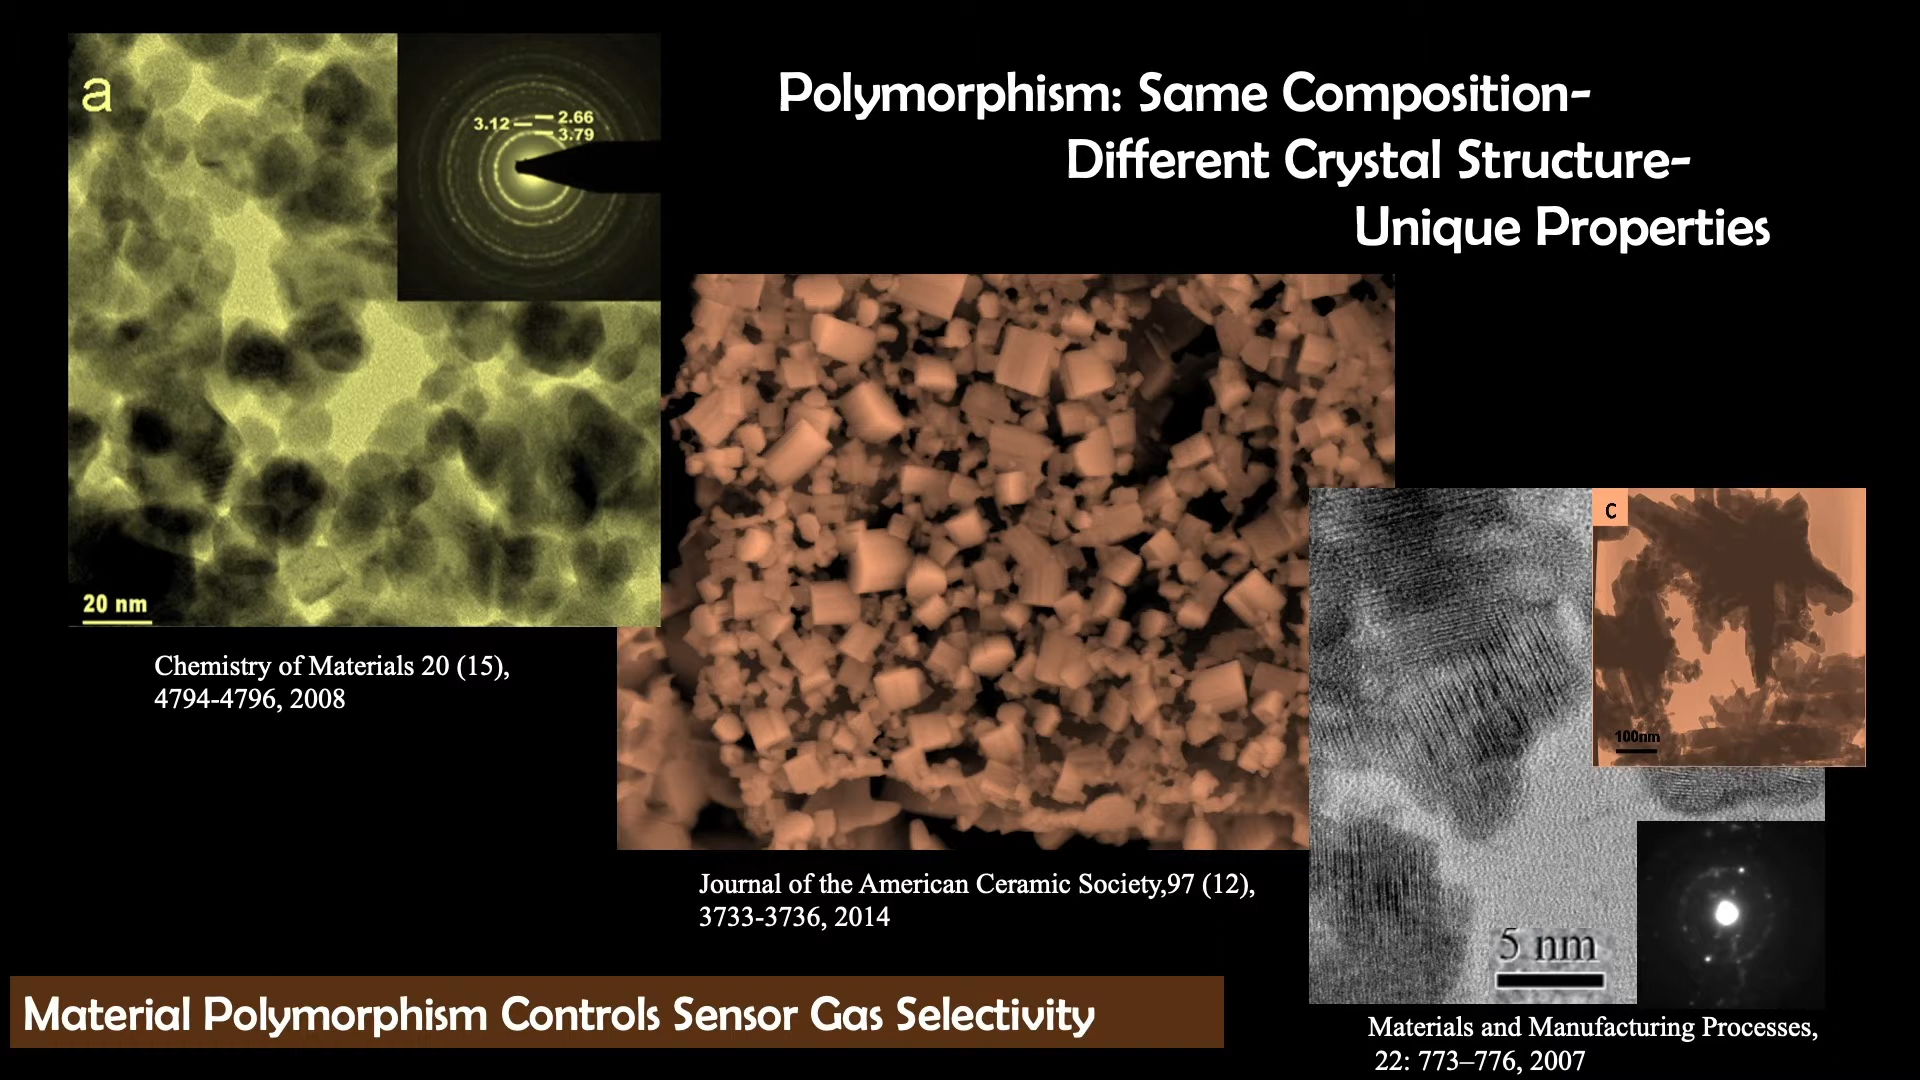 Polymorphism: Same Composition-
Different Crystal Structure-
Unique Properties
a
3.12
2.66
3.79
20 nm
Chemistry of Materials 20 (15),
4794-4796, 2008
Journal of the American Ceramic Society,97 (12),
3733-3736, 2014
c
100nm
5 nm
Materials and Manufacturing Processes,
22: 773–776, 2007
Material Polymorphism Controls Sensor Gas Selectivity